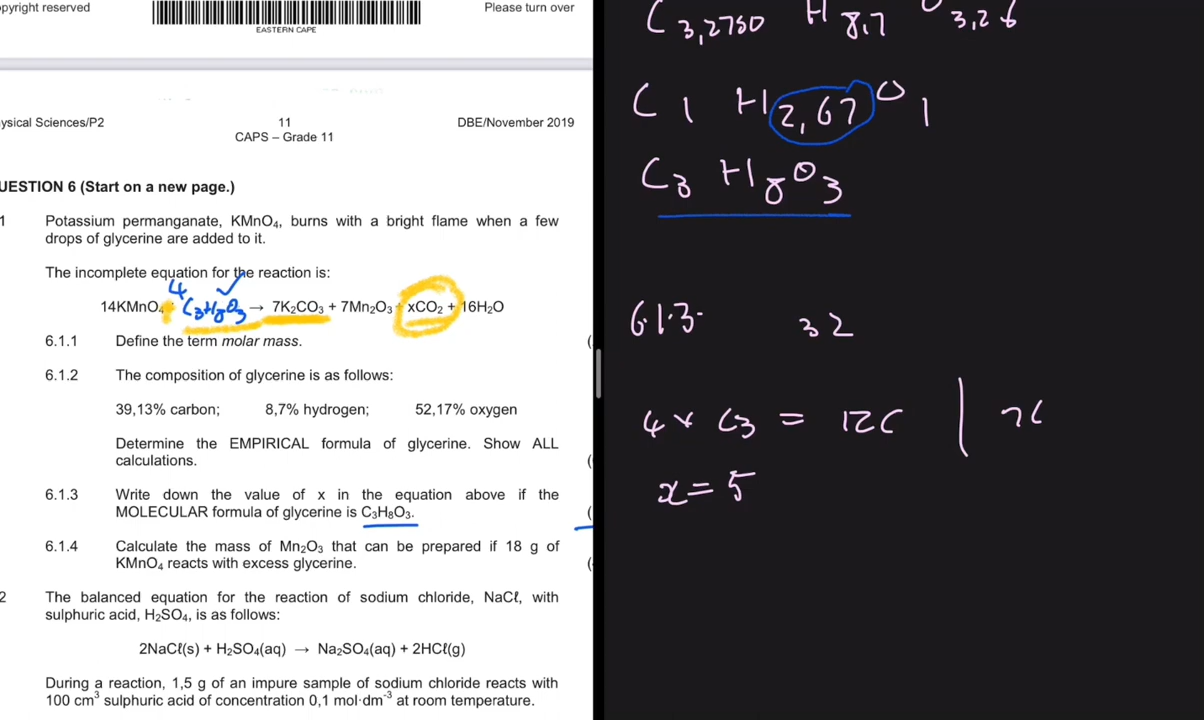 opyright reserved
Please turn over
EASTERN CAPE
ysical Sciences/P2
11
DBE/November 2019
CAPS – Grade 11
UESTION 6 (Start on a new page.)
1 Potassium permanganate, KMnO₄, burns with a bright flame when a few
drops of glycerine are added to it.
The incomplete equation for the reaction is:
4
14KMnO₄ + C₃H₈O₃ → 7K₂CO₃ + 7Mn₂O₃ + xCO₂ + 16H₂O
6.1.1 Define the term molar mass.
6.1.2 The composition of glycerine is as follows:
39,13% carbon; 8,7% hydrogen; 52,17% oxygen
Determine the EMPIRICAL formula of glycerine. Show ALL
calculations.
6.1.3 Write down the value of x in the equation above if the
MOLECULAR formula of glycerine is C₃H₈O₃.
6.1.4 Calculate the mass of Mn₂O₃ that can be prepared if 18 g of
KMnO₄ reacts with excess glycerine.
2 The balanced equation for the reaction of sodium chloride, NaCℓ, with
sulphuric acid, H₂SO₄, is as follows:
2NaCℓ(s) + H₂SO₄(aq) → Na₂SO₄(aq) + 2HCℓ(g)
During a reaction, 1,5 g of an impure sample of sodium chloride reacts with
100 cm³ sulphuric acid of concentration 0,1 mol·dm⁻³ at room temperature.
C 3,2750 H 8,7 O 3,26
C 1 H 2,67 O 1
C₃ H₈ O₃
6.1.3. 32
4 × C3 = 12C | 7C
x = 5